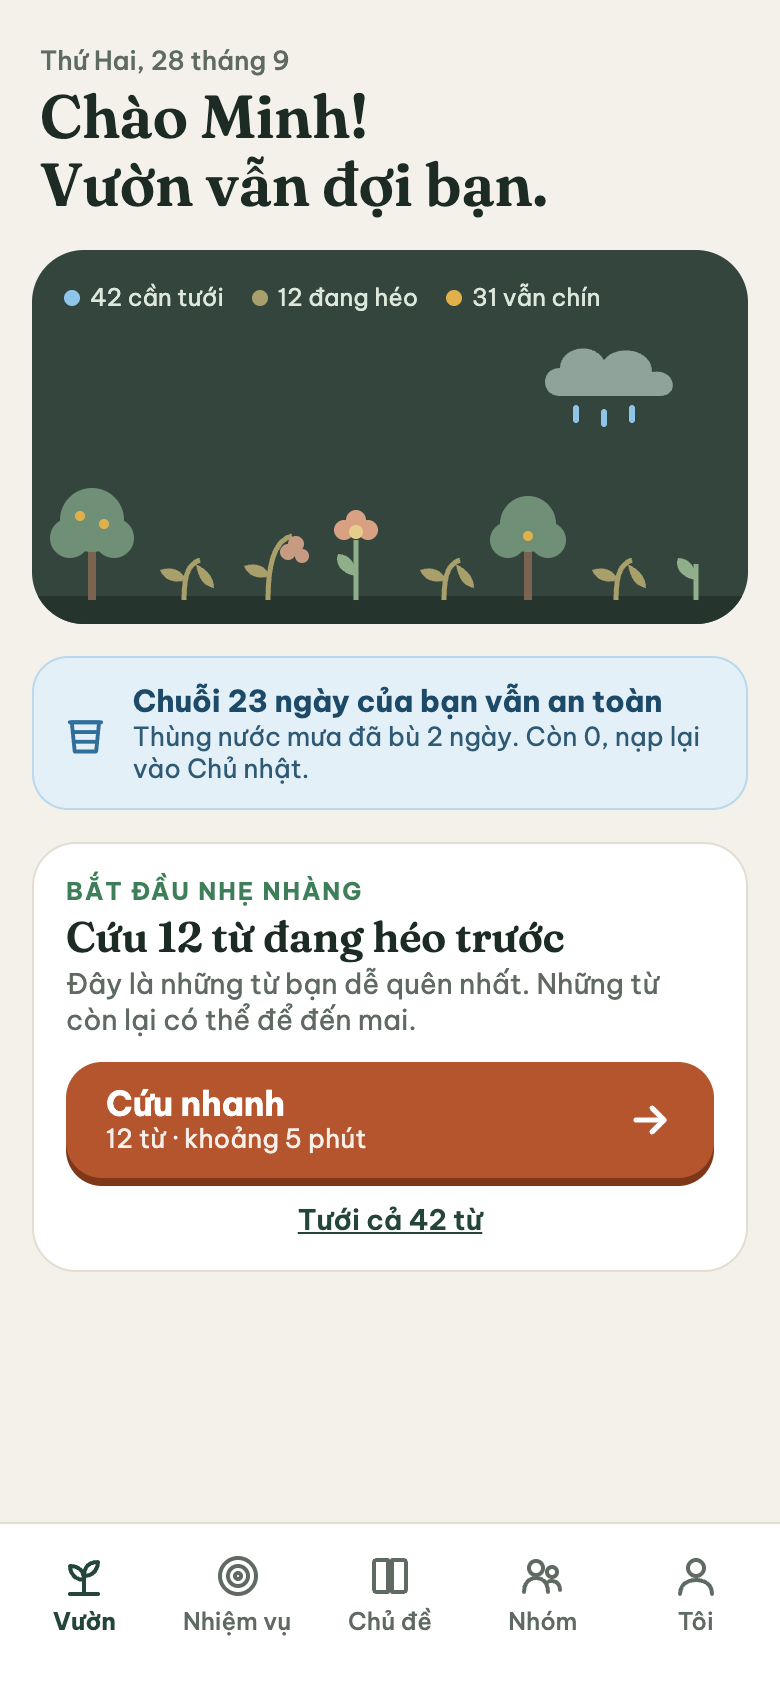 Thứ Hai, 28 tháng 9
Chào Minh!
Vườn vẫn đợi bạn.
42 cần tưới 12 đang héo 31 vẫn chín
Chuỗi 23 ngày của bạn vẫn an toàn
Thùng nước mưa đã bù 2 ngày. Còn 0, nạp lại
vào Chủ nhật.
BẮT ĐẦU NHẸ NHÀNG
Cứu 12 từ đang héo trước
Đây là những từ bạn dễ quên nhất. Những từ
còn lại có thể để đến mai.
Cứu nhanh
12 từ · khoảng 5 phút
Tưới cả 42 từ
Vườn Nhiệm vụ Chủ đề Nhóm Tôi